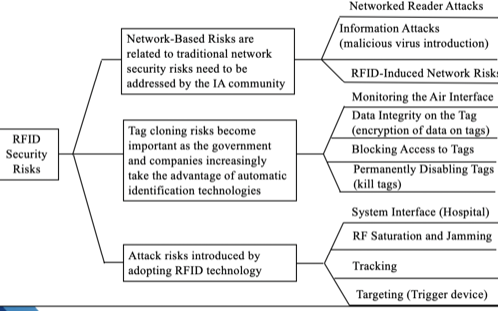 RFID
Security
Risks
Network-Based Risks are
related to traditional network
security risks need to be
addressed by the IA community
Networked Reader Attacks
Information Attacks
(malicious virus introduction)
RFID-Induced Network Risks
Tag cloning risks become
important as the government
and companies increasingly
take the advantage of automatic
identification technologies
Monitoring the Air Interface
Data Integrity on the Tag
(encryption of data on tags)
Blocking Access to Tags
Permanently Disabling Tags
(kill tags)
Attack risks introduced by
adopting RFID technology
System Interface (Hospital)
RF Saturation and Jamming
Tracking
Targeting (Trigger device)